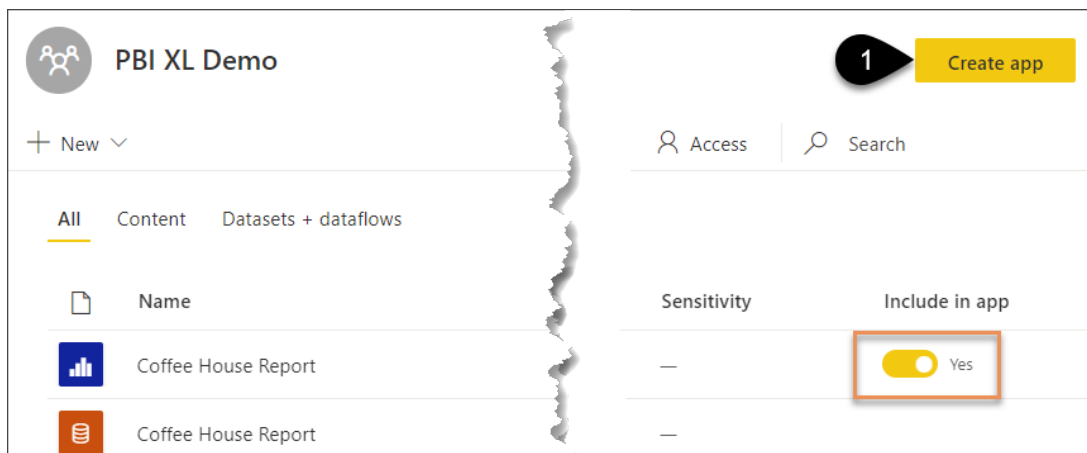 PBI XL Demo
1
Create app
New
Access
Search
All Content Datasets + dataflows
Name Sensitivity Include in app
Coffee House Report — Yes
Coffee House Report —